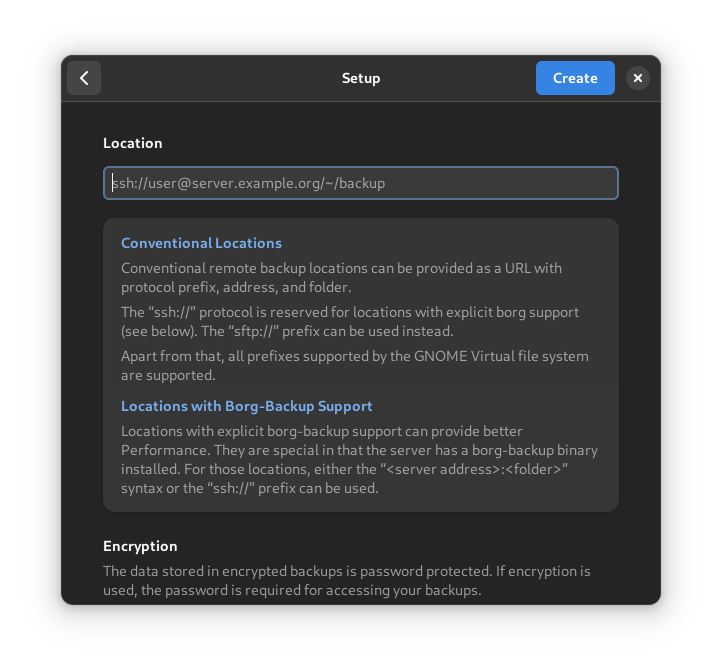 Setup
Create
Location
ssh://user@server.example.org/~/backup
Conventional Locations
Conventional remote backup locations can be provided as a URL with
protocol prefix, address, and folder.
The “ssh://” protocol is reserved for locations with explicit borg support
(see below). The “sftp://” prefix can be used instead.
Apart from that, all prefixes supported by the GNOME Virtual file system
are supported.
Locations with Borg-Backup Support
Locations with explicit borg-backup support can provide better
Performance. They are special in that the server has a borg-backup binary
installed. For those locations, either the “<server address>:<folder>”
syntax or the “ssh://” prefix can be used.
Encryption
The data stored in encrypted backups is password protected. If encryption is
used, the password is required for accessing your backups.